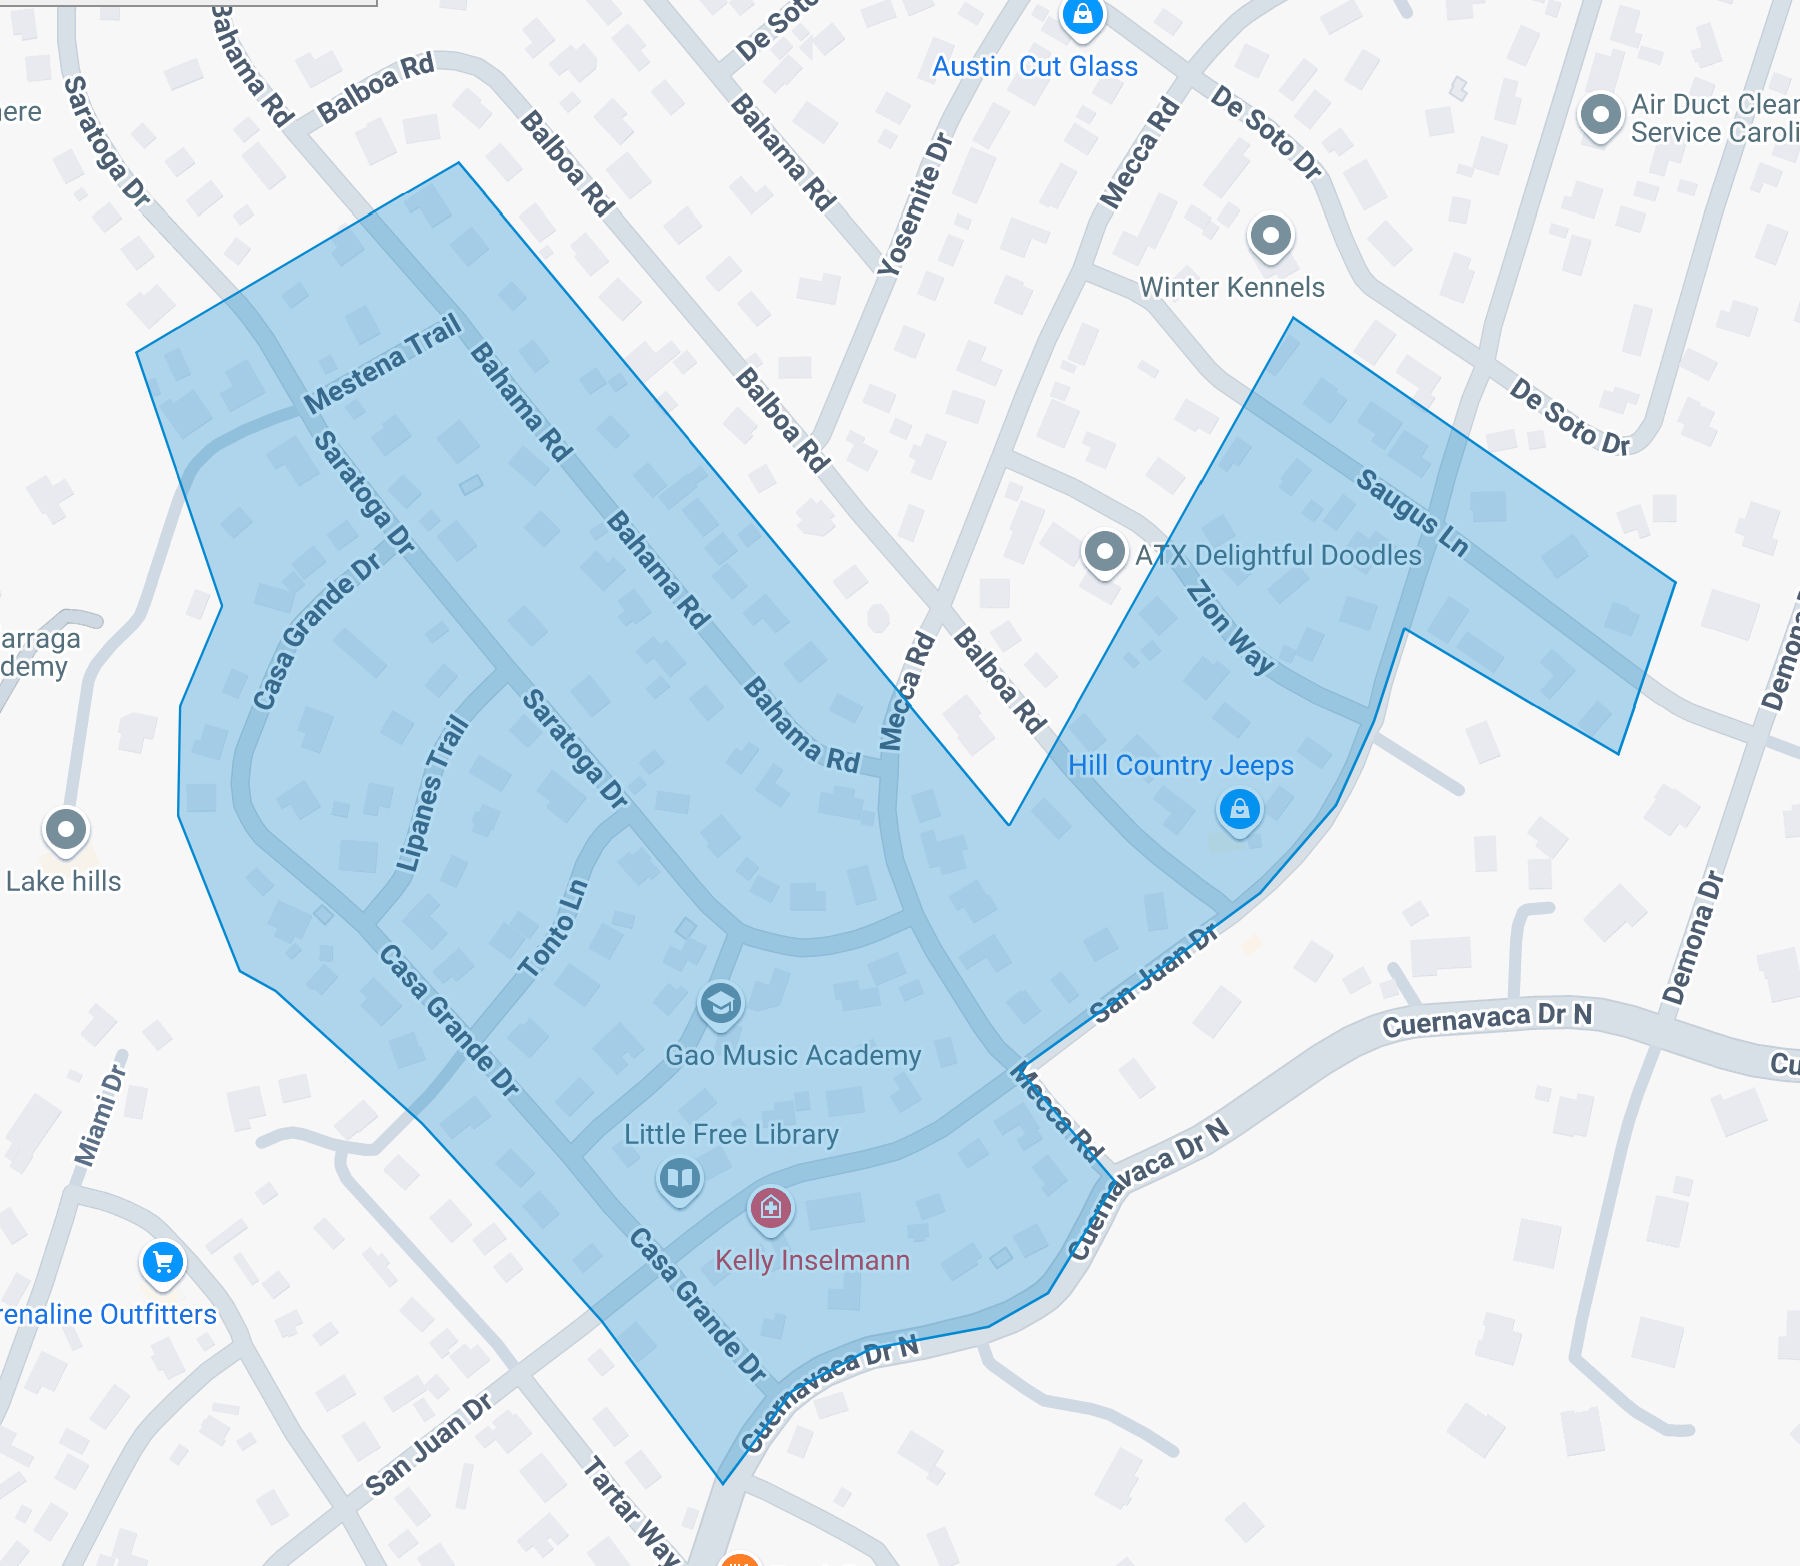 De Soto
Bahama Rd
Balboa Rd
Austin Cut Glass
Saratoga Dr
De Soto Dr
Air Duct
Service
Balboa Rd
Bahama Rd
Mecca Rd
Yosemite Dr
Winter Kennels
Mestena Trail
Bahama Rd
Balboa Rd
De Soto Dr
Saratoga Dr
Saugus Ln
Bahama Rd
ATX Delightful Doodles
Casa Grande Dr
Zion Way
Mecca Rd
Balboa Rd
Demona
Saratoga Dr
Bahama Rd
Lipanes Trail
Hill Country Jeeps
Lake hills
Tonto Ln
Demona Dr
Casa Grande Dr
San Juan Dr
Cuernavaca Dr N
Gao Music Academy
Cu
Miami Dr
Mecca Rd
Little Free Library
Cuernavaca Dr N
Cuernavaca Dr N
Kelly Inselmann
Casa Grande Dr
Outfitters
Cuernavaca Dr N
San Juan Dr
Tartar Way